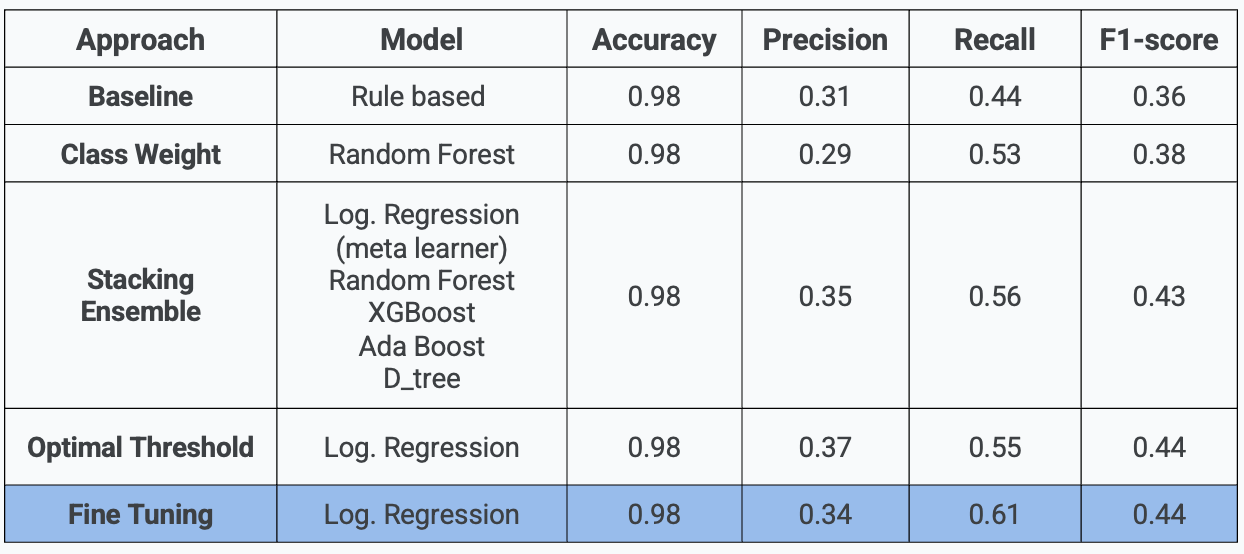 Approach Model Accuracy Precision Recall F1-score
Baseline Rule based 0.98 0.31 0.44 0.36
Class Weight Random Forest 0.98 0.29 0.53 0.38
Stacking
Ensemble
Log. Regression
(meta learner)
Random Forest
XGBoost
Ada Boost
D_tree
0.98 0.35 0.56 0.43
Optimal Threshold Log. Regression 0.98 0.37 0.55 0.44
Fine Tuning Log. Regression 0.98 0.34 0.61 0.44